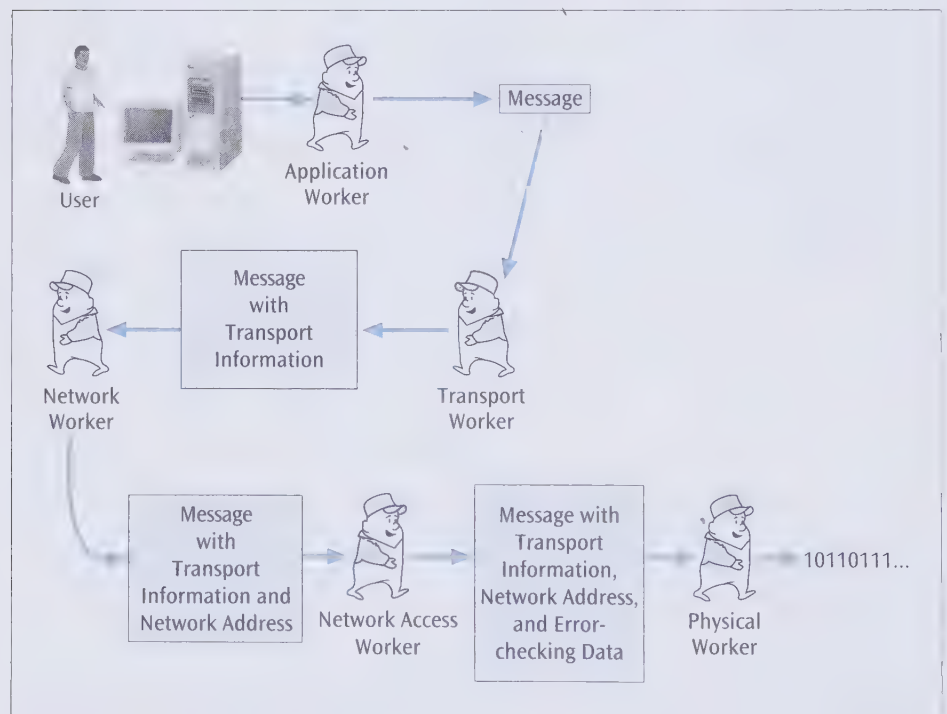 User
Application
Worker
Message
Network
Worker
Message
with
Transport
Information
Transport
Worker
Message
with
Transport
Information and
Network Address
Network Access
Worker
Message with
Transport
Information,
Network Address,
and Error-
checking Data
Physical
Worker
10110111...